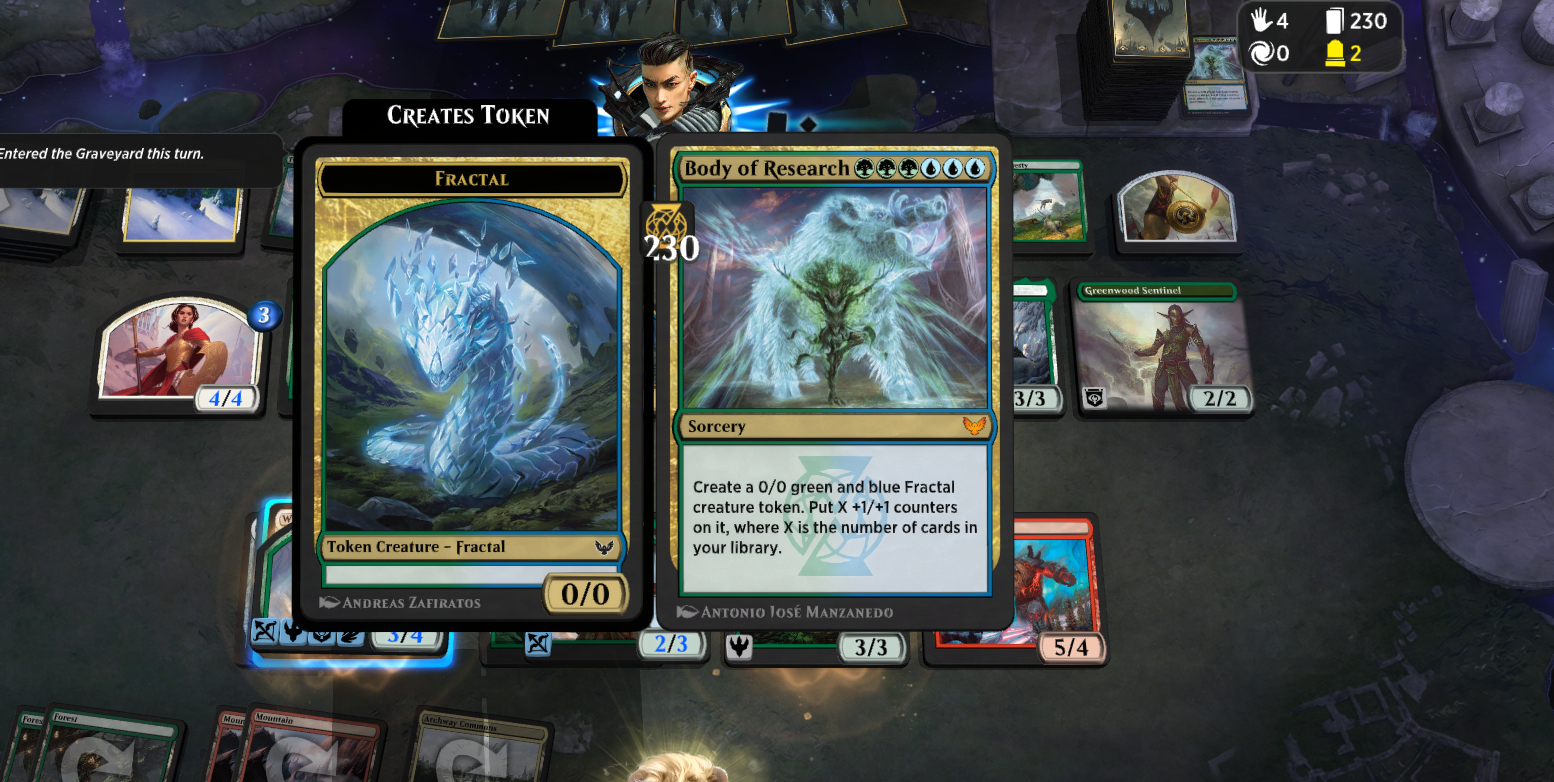 4
230
0
2
CREATES TOKEN
Entered the Graveyard this turn.
FRACTAL
Body of Research
230
Greenwood Sentinel
3
4/4
3/3
2/2
Sorcery
Create a 0/0 green and blue Fractal
creature token. Put X +1/+1 counters
on it, where X is the number of cards in
your library.
Token Creature – Fractal
0/0
ANDREAS ZAFIRATOS
ANTONIO JOSÉ MANZANEDO
3/4
2/3
3/3
5/4
Forest
Mountain
Archway Commons